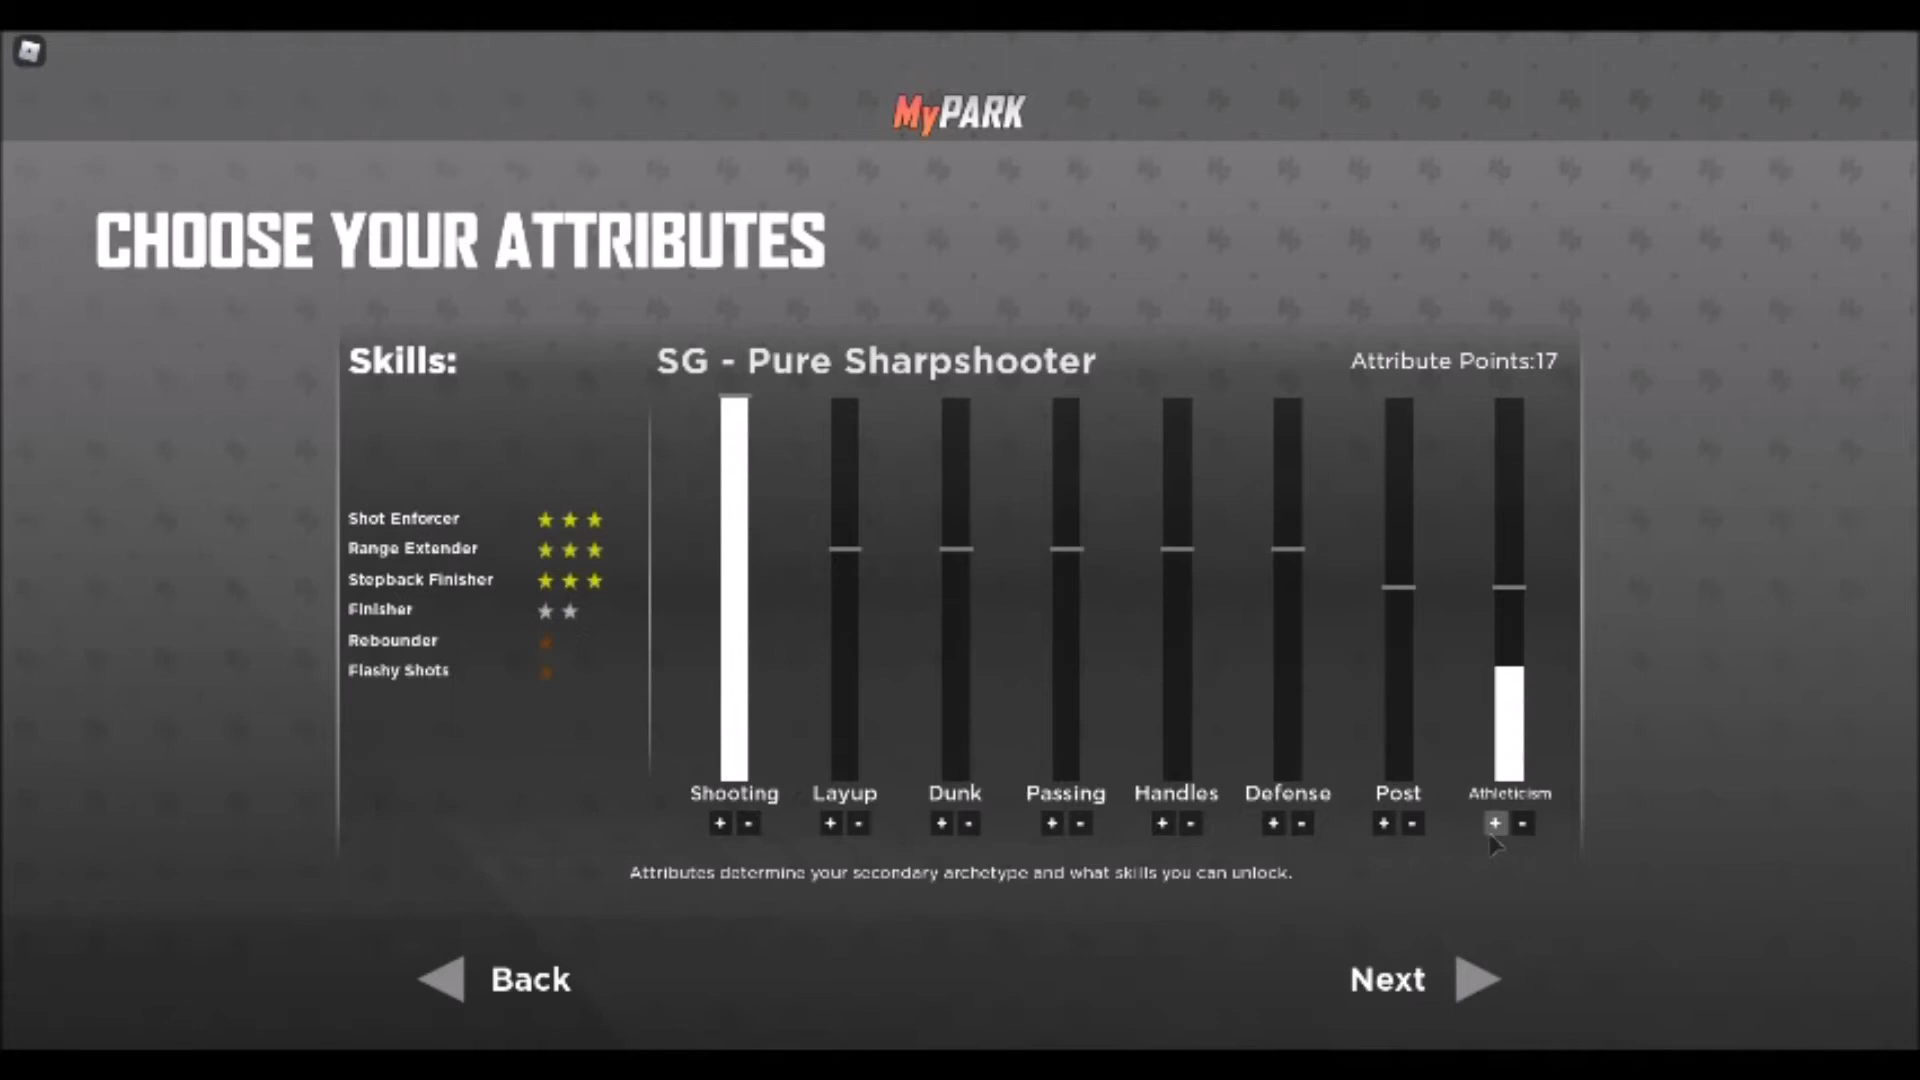 MyPARK
CHOOSE YOUR ATTRIBUTES
Skills:
SG - Pure Sharpshooter
Attribute Points:17
Shot Enforcer
Range Extender
Stepback Finisher
Finisher
Rebounder
Flashy Shots
Shooting Layup Dunk Passing Handles Defense Post Athleticism
+ - + - + - + - + - + - + - + -
Attributes determine your secondary archetype and what skills you can unlock.
Back Next